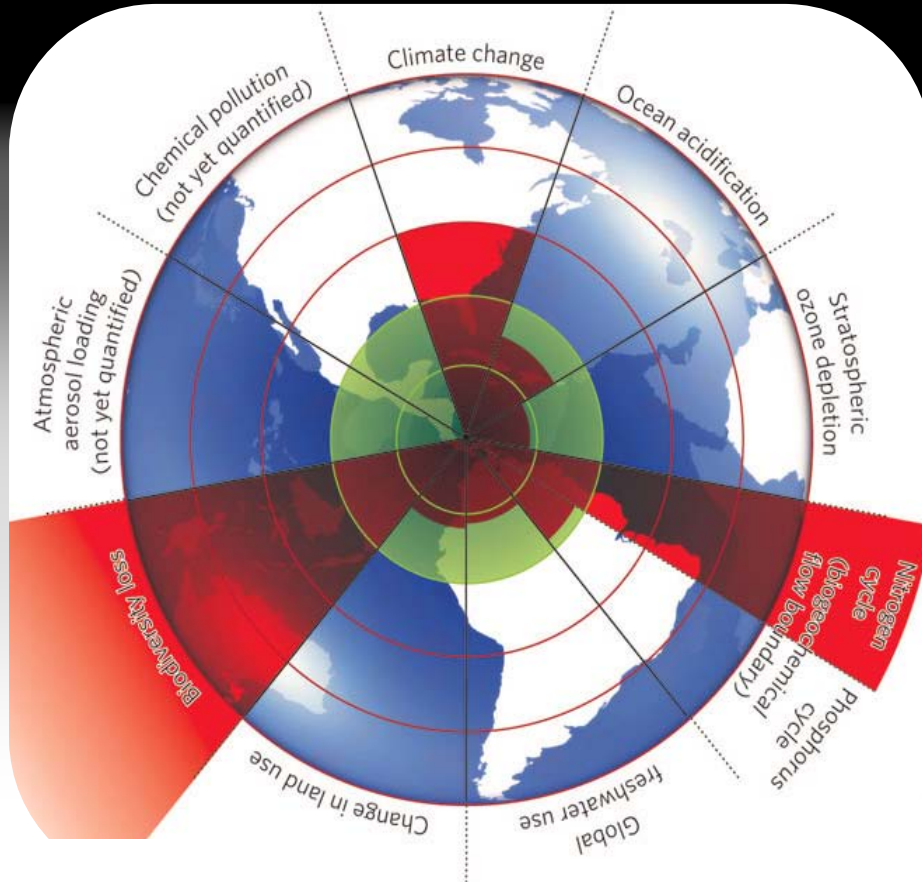 Climate change
Ocean acidification
Stratospheric
ozone depletion
Nitrogen
cycle
(biogeochemical
flow boundary)
Phosphorus
cycle
Global
freshwater use
Change in land use
Biodiversity loss
Atmospheric
aerosol loading
(not yet quantified)
Chemical pollution
(not yet quantified)